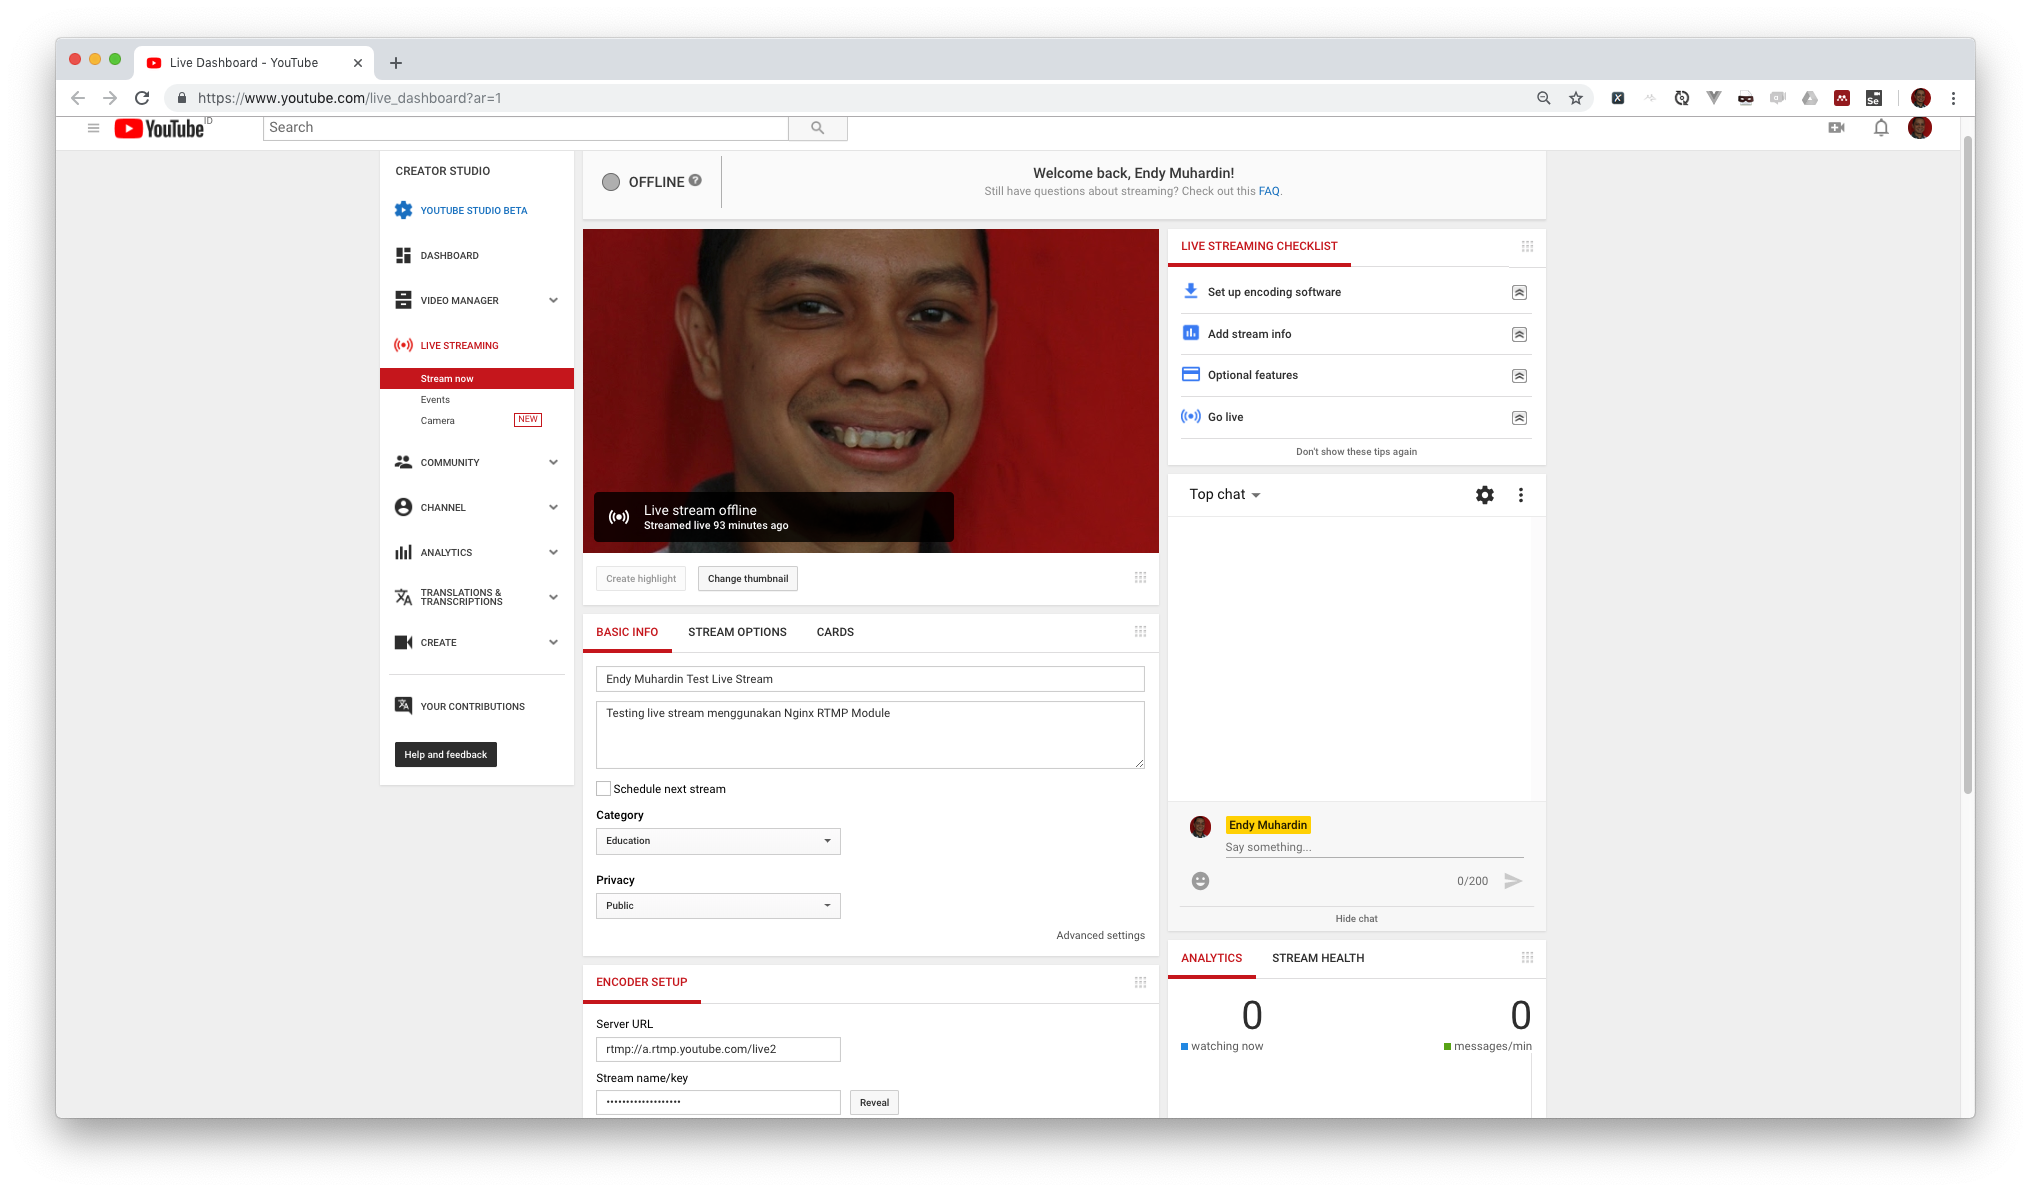 Live Dashboard - YouTube
https://www.youtube.com/live_dashboard?ar=1
YouTube ID
Search
CREATOR STUDIO
YOUTUBE STUDIO BETA
DASHBOARD
VIDEO MANAGER
LIVE STREAMING
Stream now
Events
Camera NEW
COMMUNITY
CHANNEL
ANALYTICS
TRANSLATIONS &
TRANSCRIPTIONS
CREATE
YOUR CONTRIBUTIONS
Help and feedback
OFFLINE ?
Welcome back, Endy Muhardin!
Still have questions about streaming? Check out this FAQ.
Live stream offline
Streamed live 93 minutes ago
Create highlight Change thumbnail
BASIC INFO STREAM OPTIONS CARDS
Endy Muhardin Test Live Stream
Testing live stream menggunakan Nginx RTMP Module
Schedule next stream
Category
Education
Privacy
Public
Advanced settings
ENCODER SETUP
Server URL
rtmp://a.rtmp.youtube.com/live2
Stream name/key
••••••••••••••••••• Reveal
LIVE STREAMING CHECKLIST
Set up encoding software
Add stream info
Optional features
Go live
Don't show these tips again
Top chat
Endy Muhardin
Say something...
0/200
Hide chat
ANALYTICS STREAM HEALTH
0 0
watching now messages/min